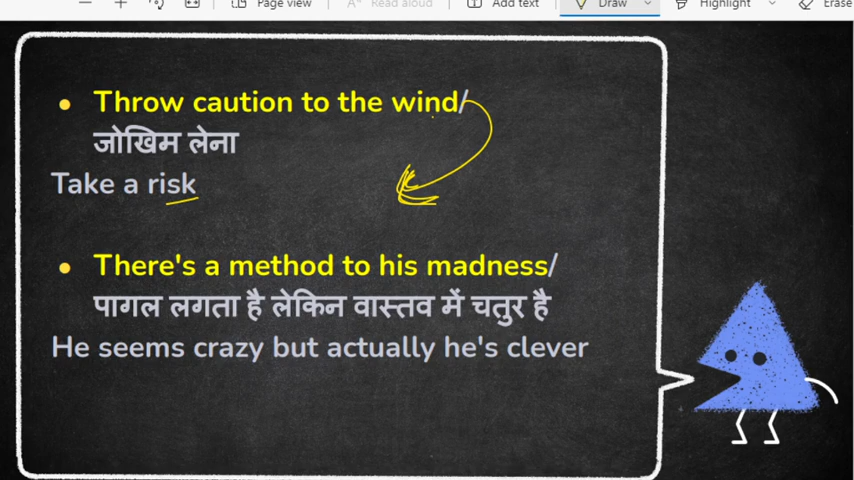 Page view
Read aloud
Add text
Draw
Highlight
Erase
Throw caution to the wind/
जोखिम लेना
Take a risk
There's a method to his madness/
पागल लगता है लेकिन वास्तव में चतुर है
He seems crazy but actually he's clever